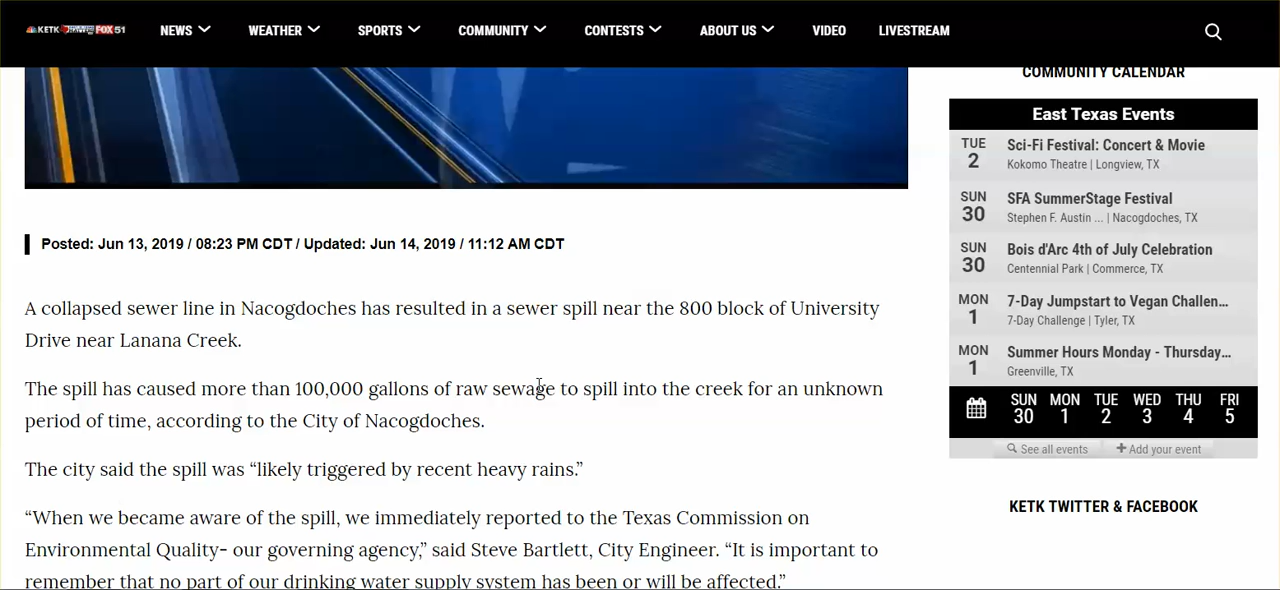 KETK FOX 51 NEWS WEATHER SPORTS COMMUNITY CONTESTS ABOUT US VIDEO LIVESTREAM
COMMUNITY CALENDAR
East Texas Events
TUE 2
Sci-Fi Festival: Concert & Movie
Kokomo Theatre | Longview, TX
SUN 30
SFA SummerStage Festival
Stephen F. Austin ... | Nacogdoches, TX
SUN 30
Bois d'Arc 4th of July Celebration
Centennial Park | Commerce, TX
MON 1
7-Day Jumpstart to Vegan Challen...
7-Day Challenge | Tyler, TX
MON 1
Summer Hours Monday - Thursday...
Greenville, TX
SUN MON TUE WED THU FRI
30 1 2 3 4 5
See all events Add your event
KETK TWITTER & FACEBOOK
Posted: Jun 13, 2019 / 08:23 PM CDT / Updated: Jun 14, 2019 / 11:12 AM CDT
A collapsed sewer line in Nacogdoches has resulted in a sewer spill near the 800 block of University
Drive near Lanana Creek.
The spill has caused more than 100,000 gallons of raw sewage to spill into the creek for an unknown
period of time, according to the City of Nacogdoches.
The city said the spill was “likely triggered by recent heavy rains.”
“When we became aware of the spill, we immediately reported to the Texas Commission on
Environmental Quality- our governing agency,” said Steve Bartlett, City Engineer. “It is important to
remember that no part of our drinking water supply system has been or will be affected.”